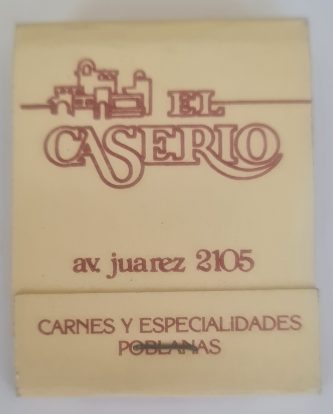 EL
CASERIO
av. juarez 2105
CARNES Y ESPECIALIDADES
POBLANAS